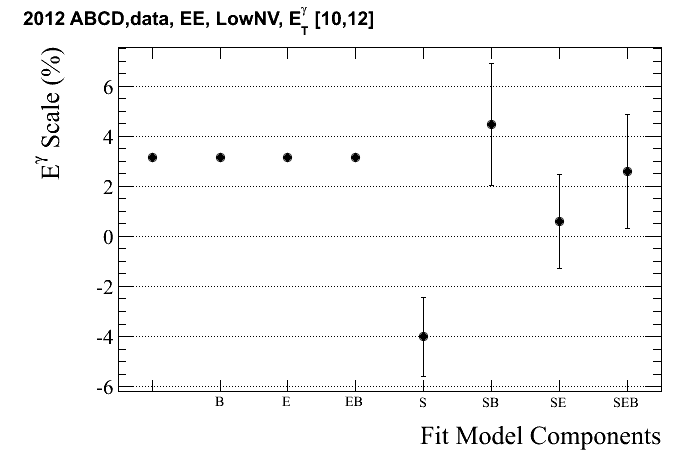 2012 ABCD,data, EE, LowNV, E_T^γ [10,12]
E^γ Scale (%)
6
4
2
0
-2
-4
-6
B E EB S SB SE SEB
Fit Model Components